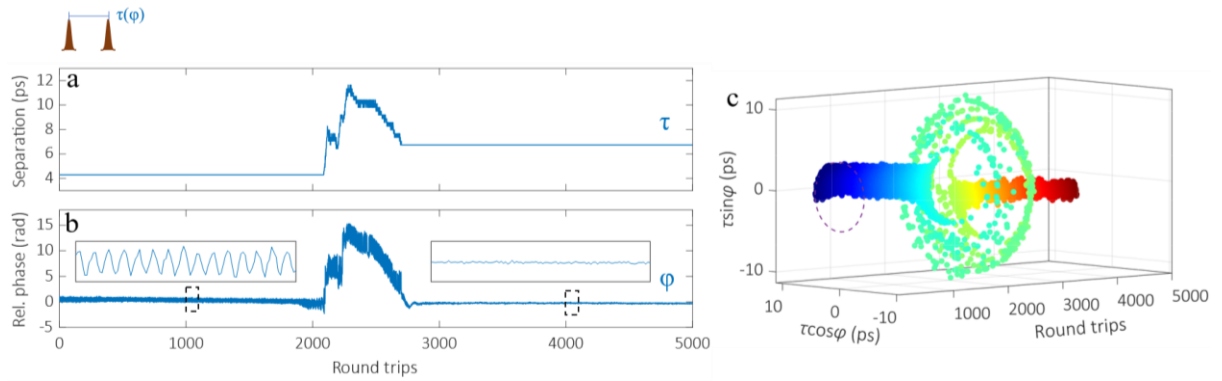 τ(φ)
a
Separation (ps)
12
10
8
6
4
τ
b
Rel. phase (rad)
15
10
5
0
-5
φ
0
1000
2000
3000
4000
5000
Round trips
c
τsinφ (ps)
10
0
-10
10
0
-10
τcosφ (ps)
1000
2000
3000
4000
5000
Round trips